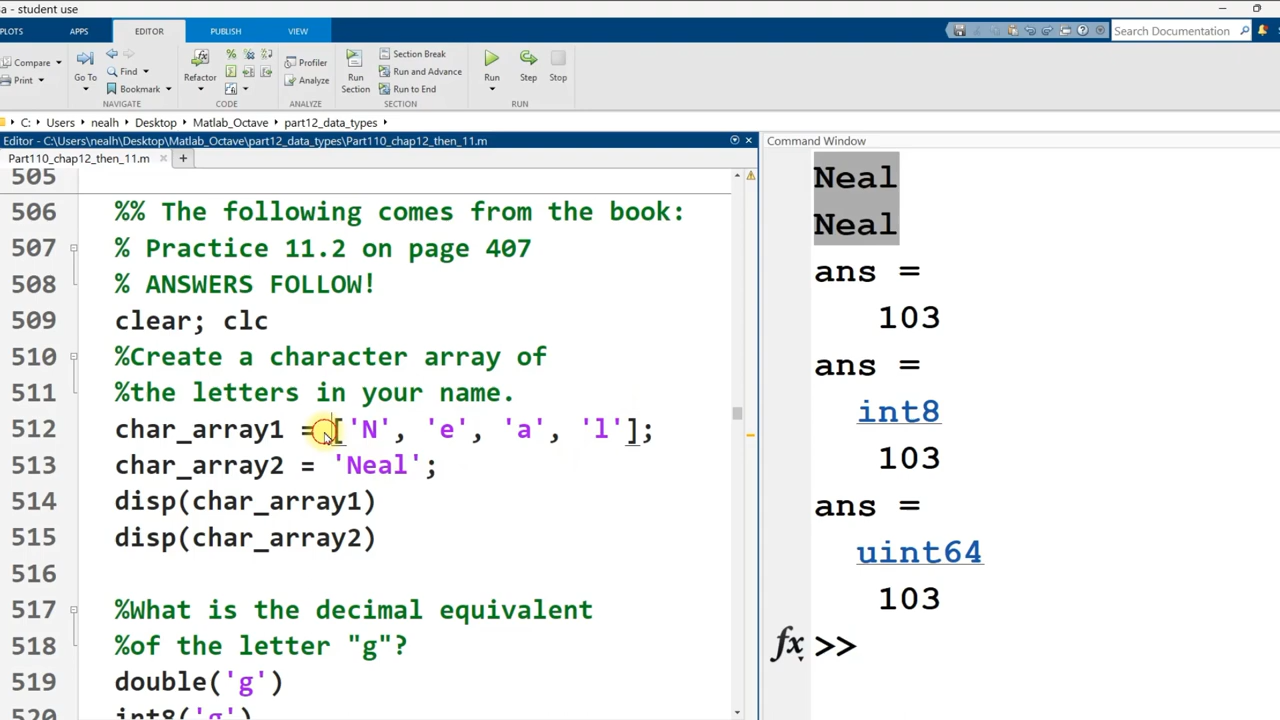 a - student use
PLOTS APPS EDITOR PUBLISH VIEW
Search Documentation
Compare
Print
Go To
Find
Bookmark
NAVIGATE
Refactor
CODE
Profiler
Analyze
ANALYZE
Run Section
Section Break
Run and Advance
Run to End
SECTION
Run
Step
Stop
RUN
C: Users nealh Desktop Matlab_Octave part12_data_types
Editor - C:\Users\nealh\Desktop\Matlab_Octave\part12_data_types\Part110_chap12_then_11.m
Part110_chap12_then_11.m
505
506 %% The following comes from the book:
507 % Practice 11.2 on page 407
508 % ANSWERS FOLLOW!
509 clear; clc
510 %Create a character array of
511 %the letters in your name.
512 char_array1 = ['N', 'e', 'a', 'l'];
513 char_array2 = 'Neal';
514 disp(char_array1)
515 disp(char_array2)
516
517 %What is the decimal equivalent
518 %of the letter "g"?
519 double('g')
520 int8('g')
Command Window
Neal
Neal
ans =
103
ans =
int8
103
ans =
uint64
103
fx >>